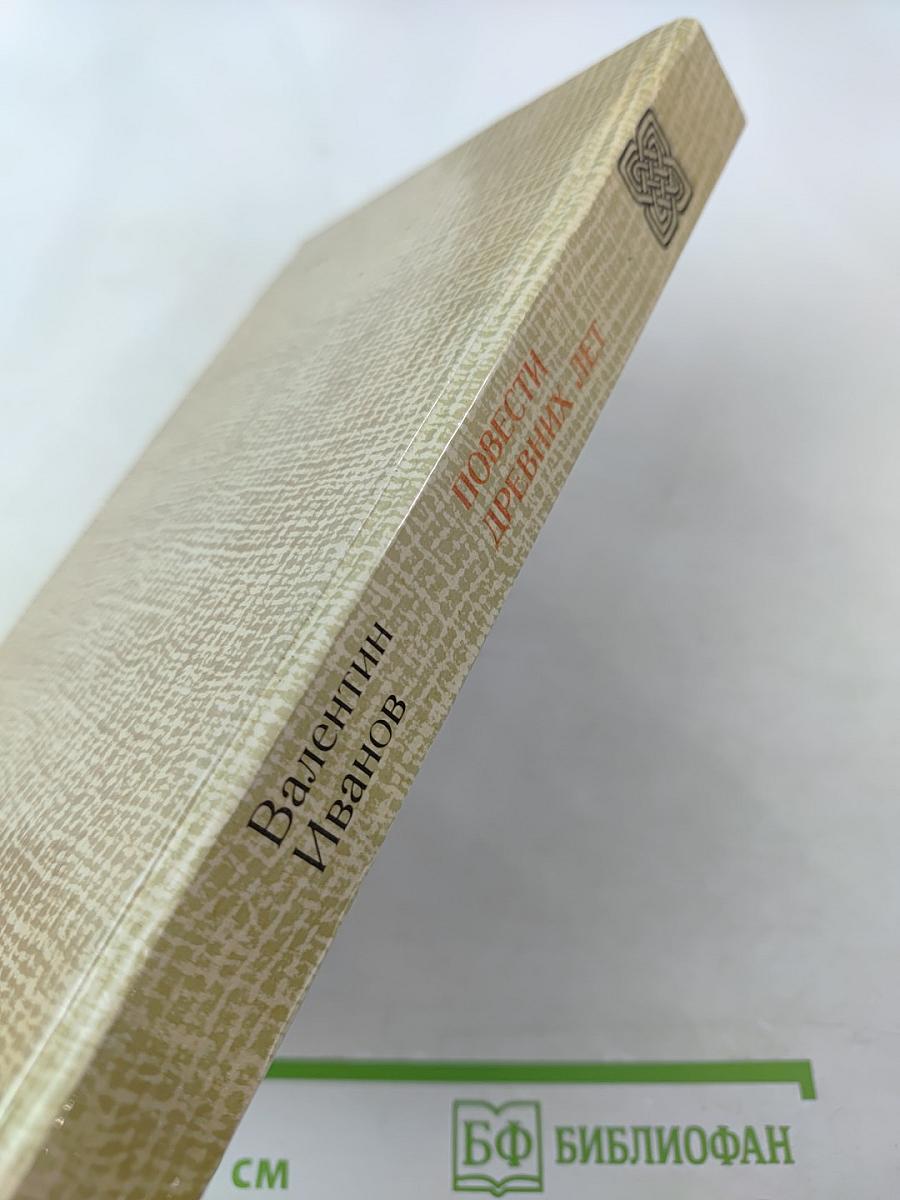 Валентин
Иванов
ПОВЕСТИ
ДРЕВНИХ ЛЕТ
СМ
БФ БИБЛИОФАН